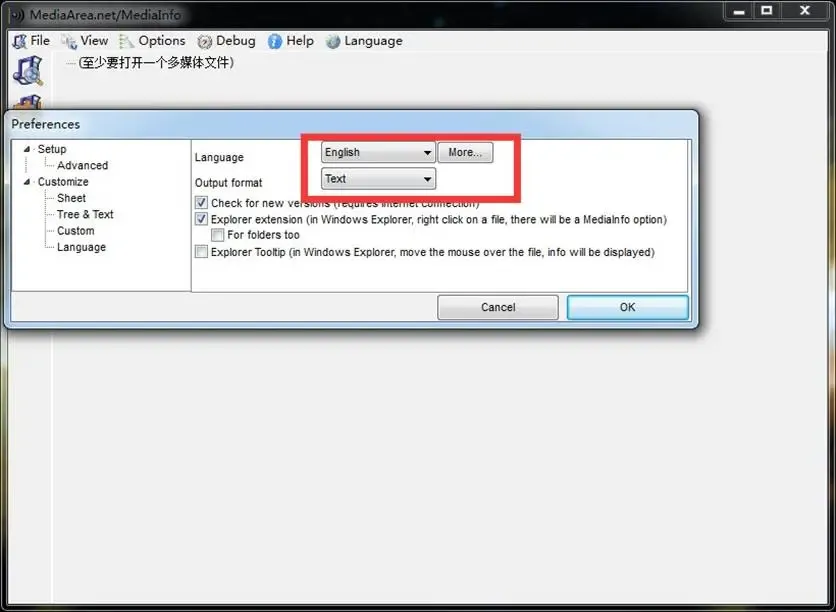 MediaArea.net/MediaInfo
File View Options Debug Help Language
(至少要打开一个多媒体文件)
Preferences
Setup
Advanced
Customize
Sheet
Tree & Text
Custom
Language
Language English More...
Output format Text
Check for new versions (requires internet connection)
Explorer extension (in Windows Explorer, right click on a file, there will be a MediaInfo option)
For folders too
Explorer Tooltip (in Windows Explorer, move the mouse over the file, info will be displayed)
Cancel OK